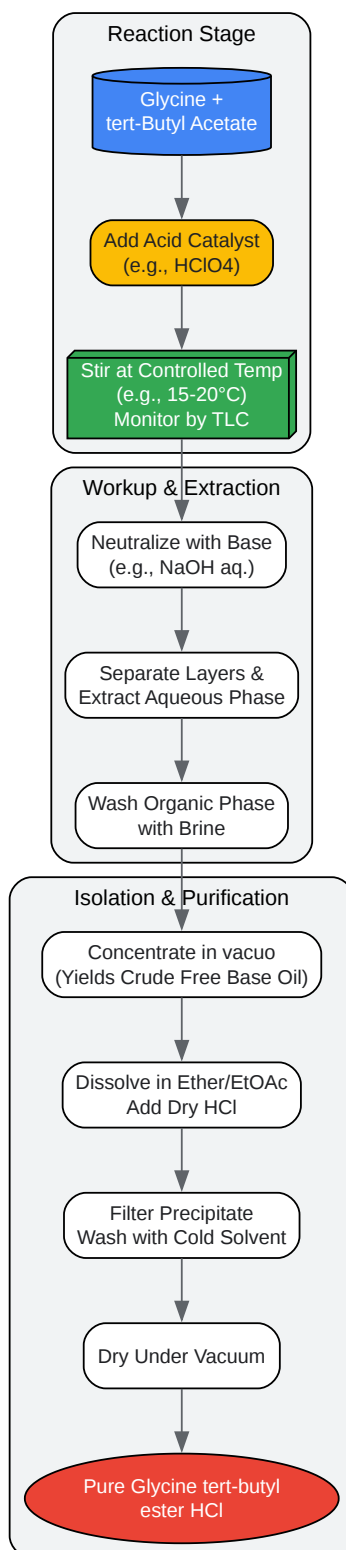 Reaction Stage
Glycine +
tert-Butyl Acetate
Add Acid Catalyst
(e.g., HClO4)
Stir at Controlled Temp
(e.g., 15-20°C)
Monitor by TLC
Workup & Extraction
Neutralize with Base
(e.g., NaOH aq.)
Separate Layers &
Extract Aqueous Phase
Wash Organic Phase
with Brine
Isolation & Purification
Concentrate in vacuo
(Yields Crude Free Base Oil)
Dissolve in Ether/EtOAc
Add Dry HCl
Filter Precipitate
Wash with Cold Solvent
Dry Under Vacuum
Pure Glycine tert-butyl
ester HCl